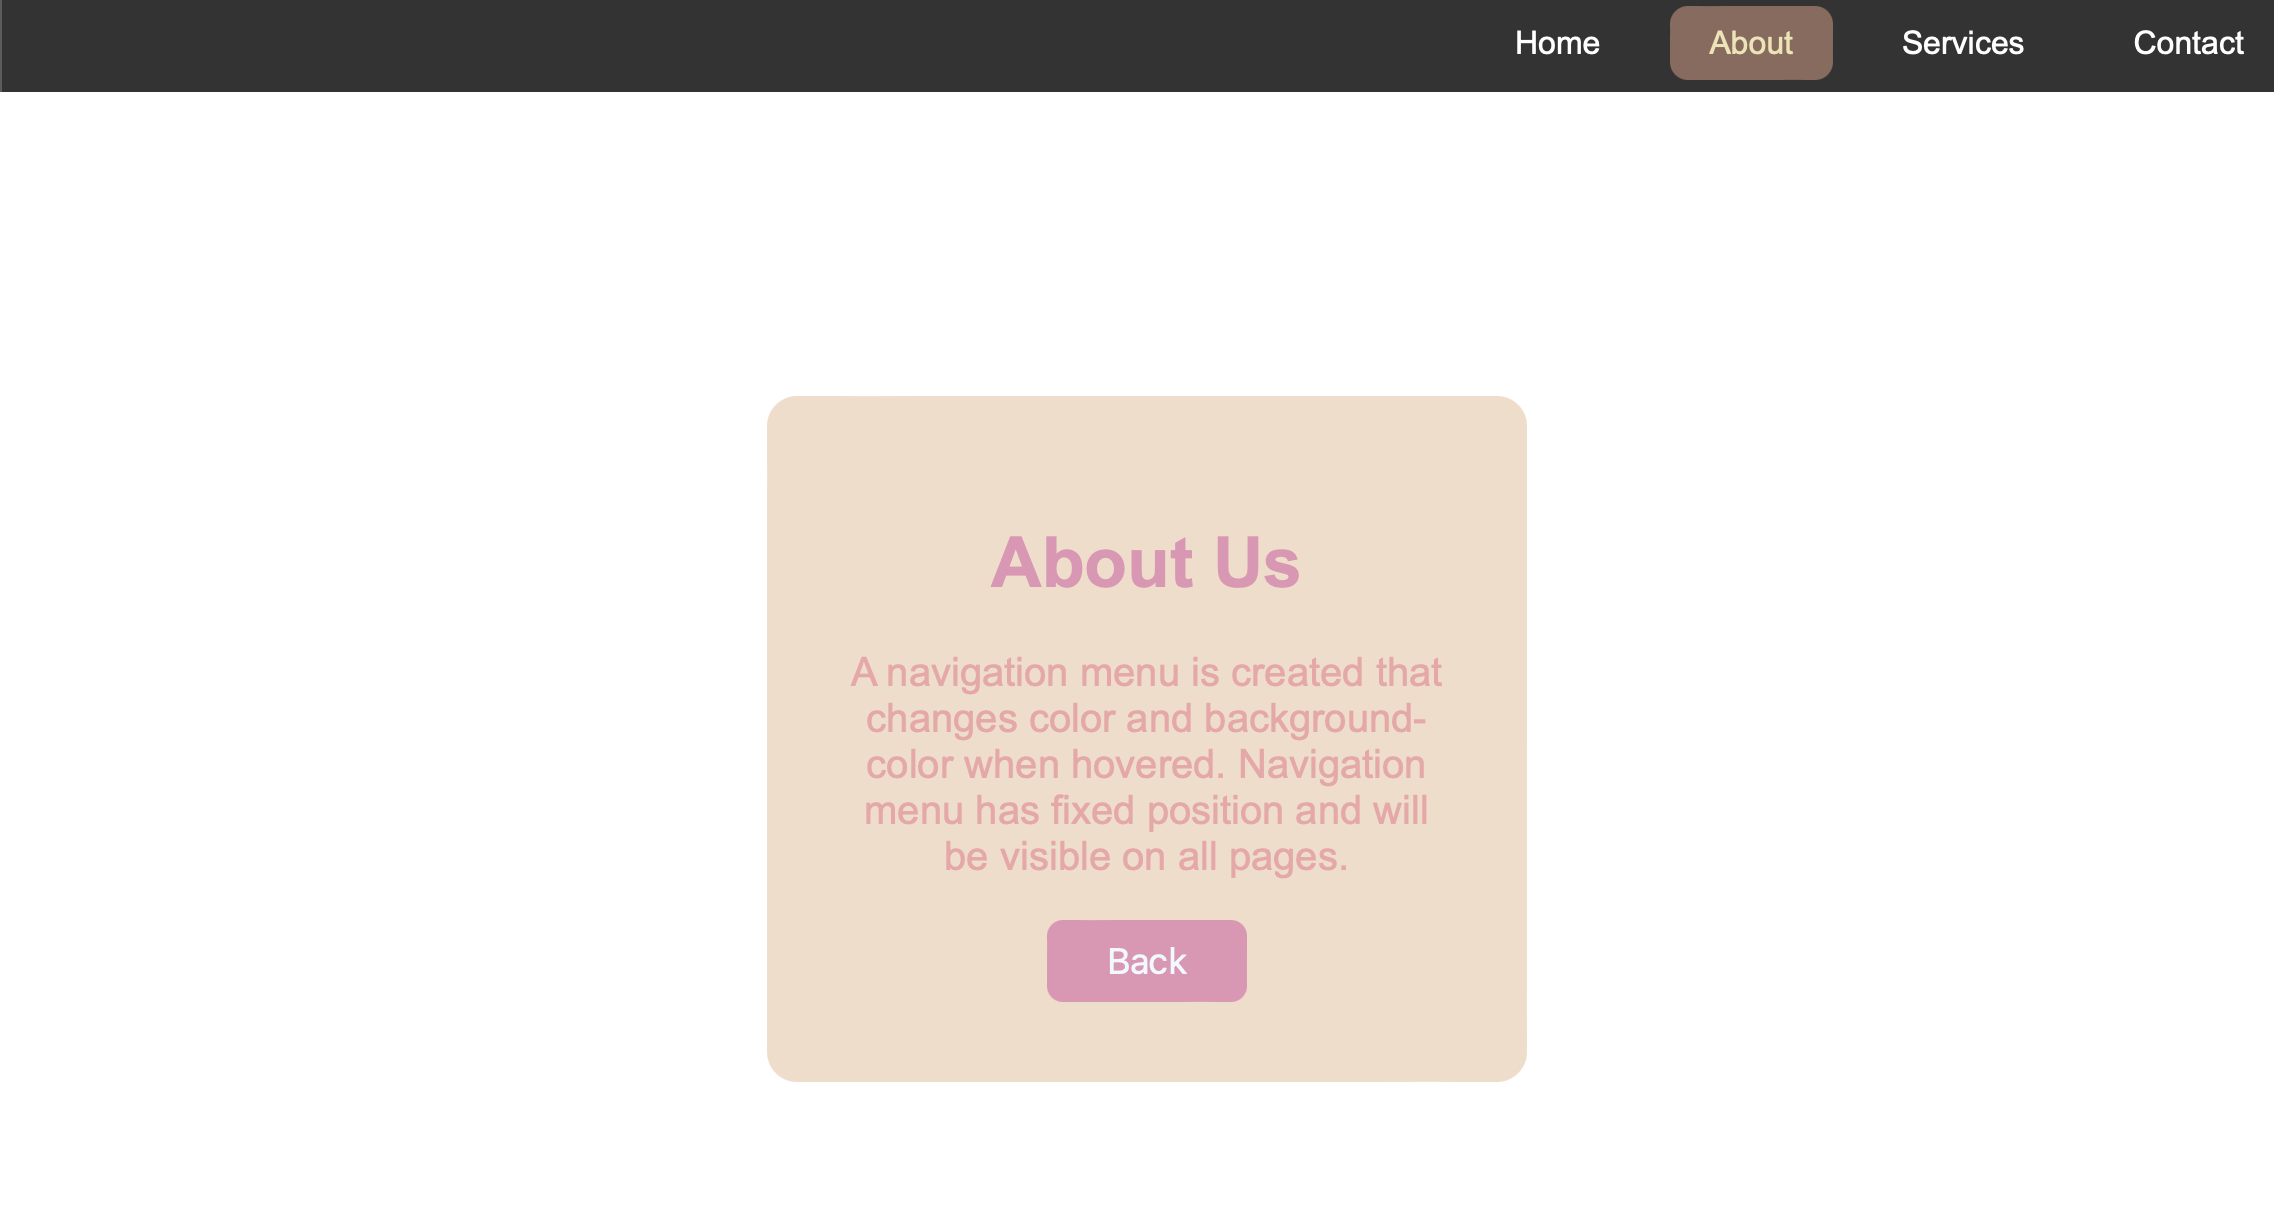 Home About Services Contact
About Us
A navigation menu is created that
changes color and background-
color when hovered. Navigation
menu has fixed position and will
be visible on all pages.
Back